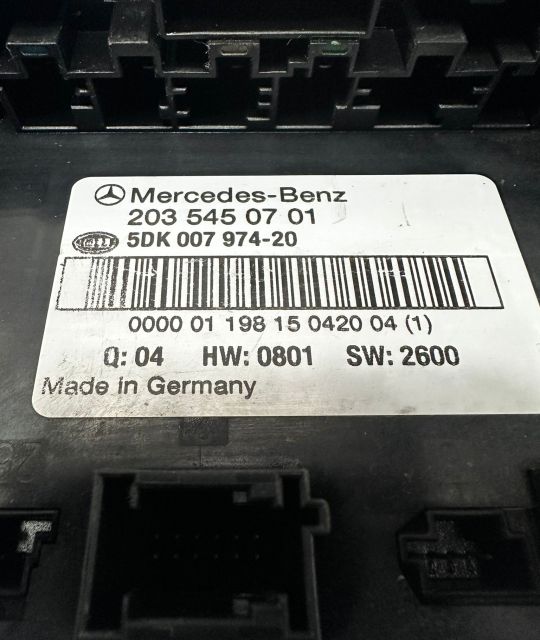 Mercedes-Benz
203 545 07 01
HELLA 5DK 007 974-20
0000 01 198 15 0420 04 (1)
Q: 04 HW: 0801 SW: 2600
Made in Germany